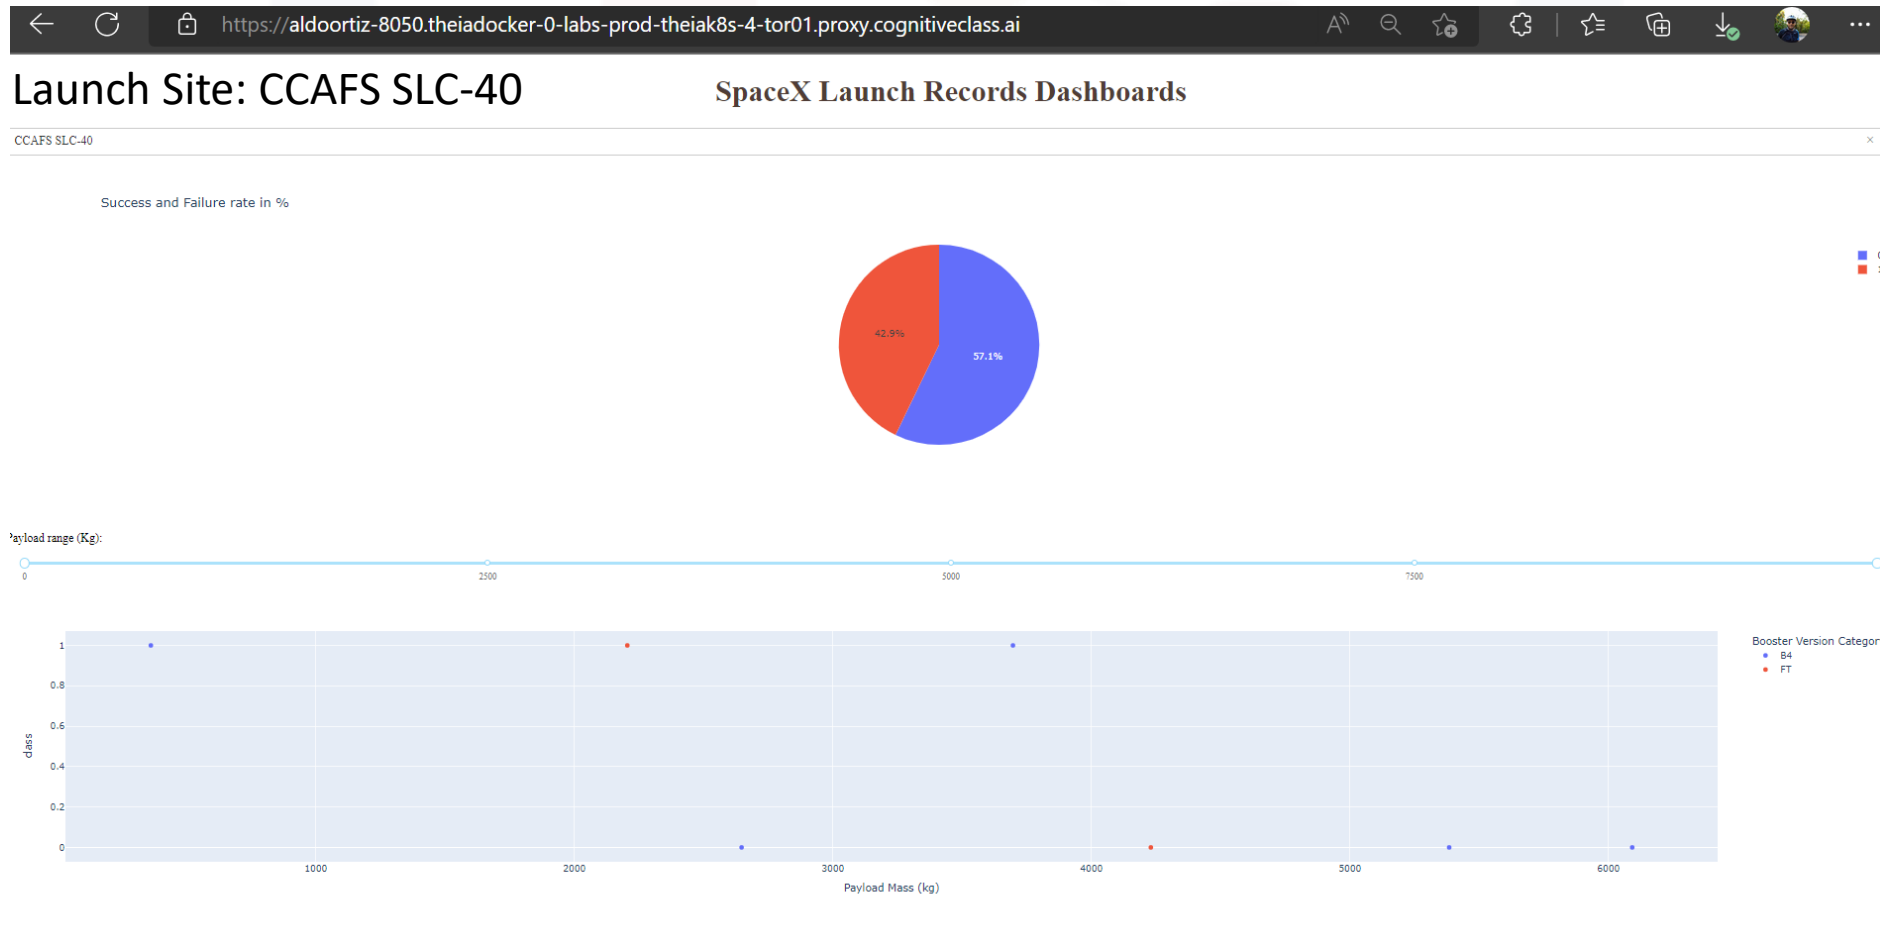 https://aldoortiz-8050.theiadocker-0-labs-prod-theiak8s-4-tor01.proxy.cognitiveclass.ai
Launch Site: CCAFS SLC-40
SpaceX Launch Records Dashboards
CCAFS SLC-40 ×
Success and Failure rate in %
42.9%
57.1%
ayload range (Kg):
0 2500 5000 7500
1
0.8
0.6
0.4
0.2
0
class
1000 2000 3000 4000 5000 6000
Payload Mass (kg)
Booster Version Categor
B4
FT